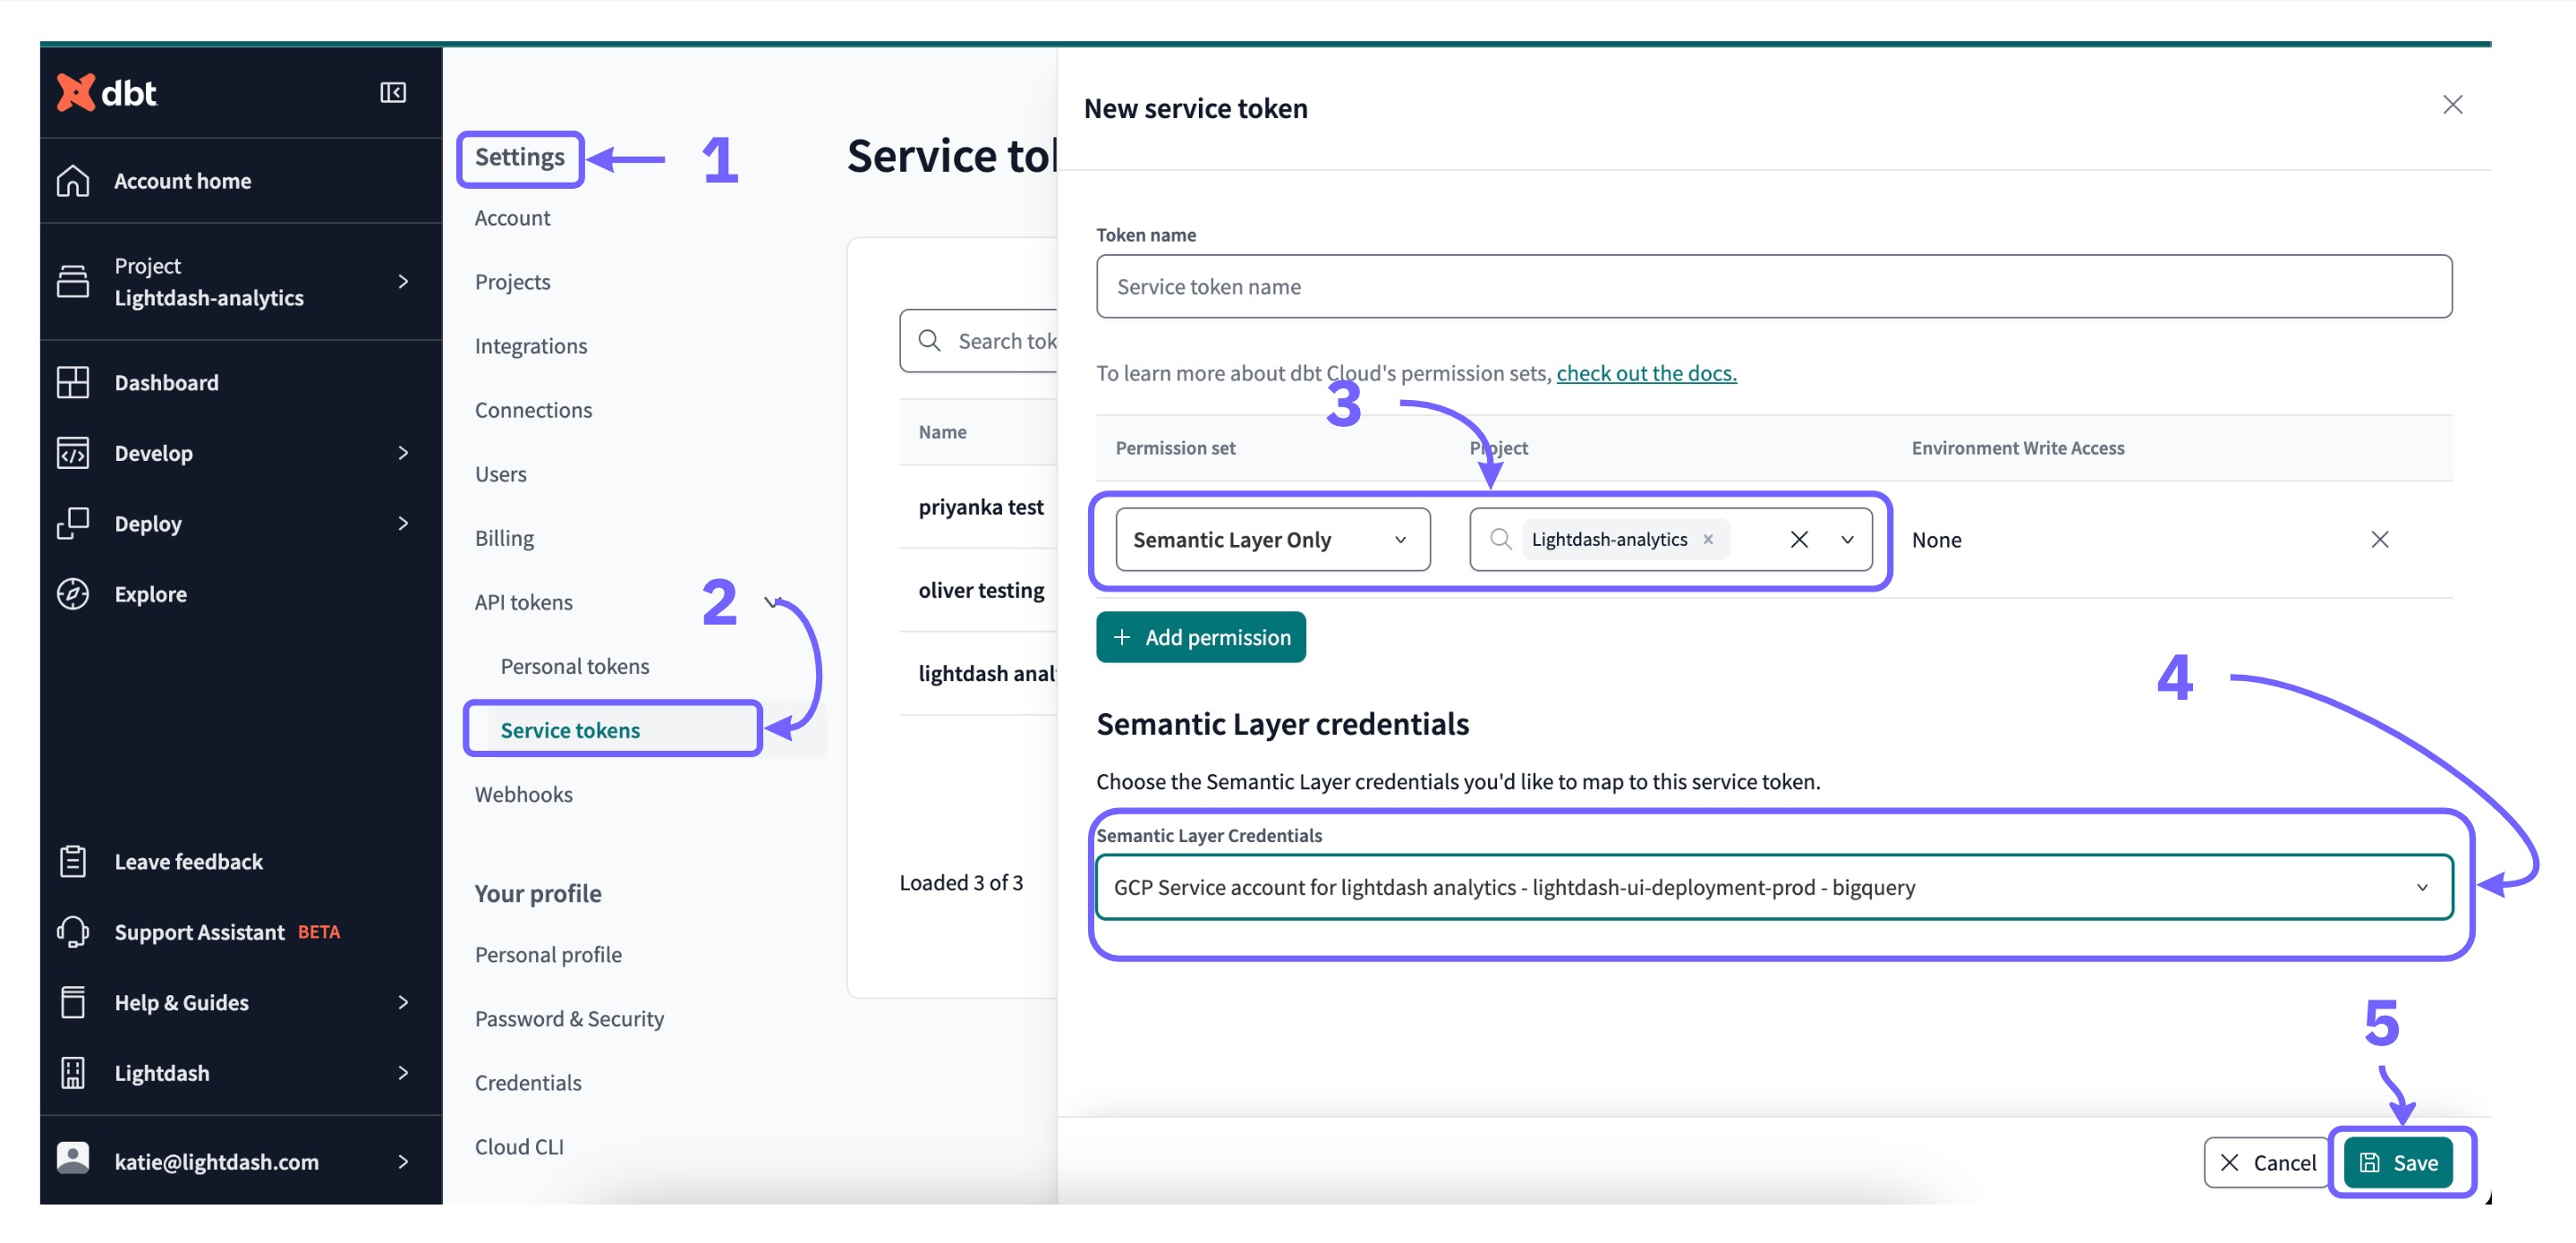 dbt
Account home
Project
Lightdash-analytics
Dashboard
Develop
Deploy
Explore
Leave feedback
Support Assistant BETA
Help & Guides
Lightdash
katie@lightdash.com
Settings
1
Account
Projects
Integrations
Connections
Users
Billing
API tokens
2
Personal tokens
Service tokens
Webhooks
Your profile
Personal profile
Password & Security
Credentials
Cloud CLI
Service to
Search tok
Name
priyanka test
oliver testing
lightdash anal
Loaded 3 of 3
New service token
Token name
Service token name
To learn more about dbt Cloud's permission sets, check out the docs.
3
Permission set Project Environment Write Access
Semantic Layer Only Lightdash-analytics None
Add permission
4
Semantic Layer credentials
Choose the Semantic Layer credentials you'd like to map to this service token.
Semantic Layer Credentials
GCP Service account for lightdash analytics - lightdash-ui-deployment-prod - bigquery
5
Cancel Save